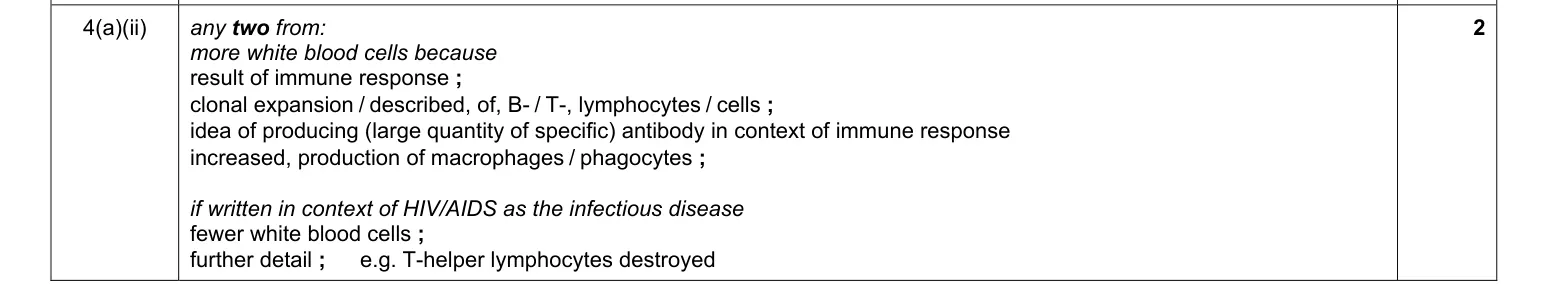 4(a)(ii) any two from: 2
more white blood cells because
result of immune response ;
clonal expansion / described, of, B- / T-, lymphocytes / cells ;
idea of producing (large quantity of specific) antibody in context of immune response
increased, production of macrophages / phagocytes ;
if written in context of HIV/AIDS as the infectious disease
fewer white blood cells ;
further detail ; e.g. T-helper lymphocytes destroyed